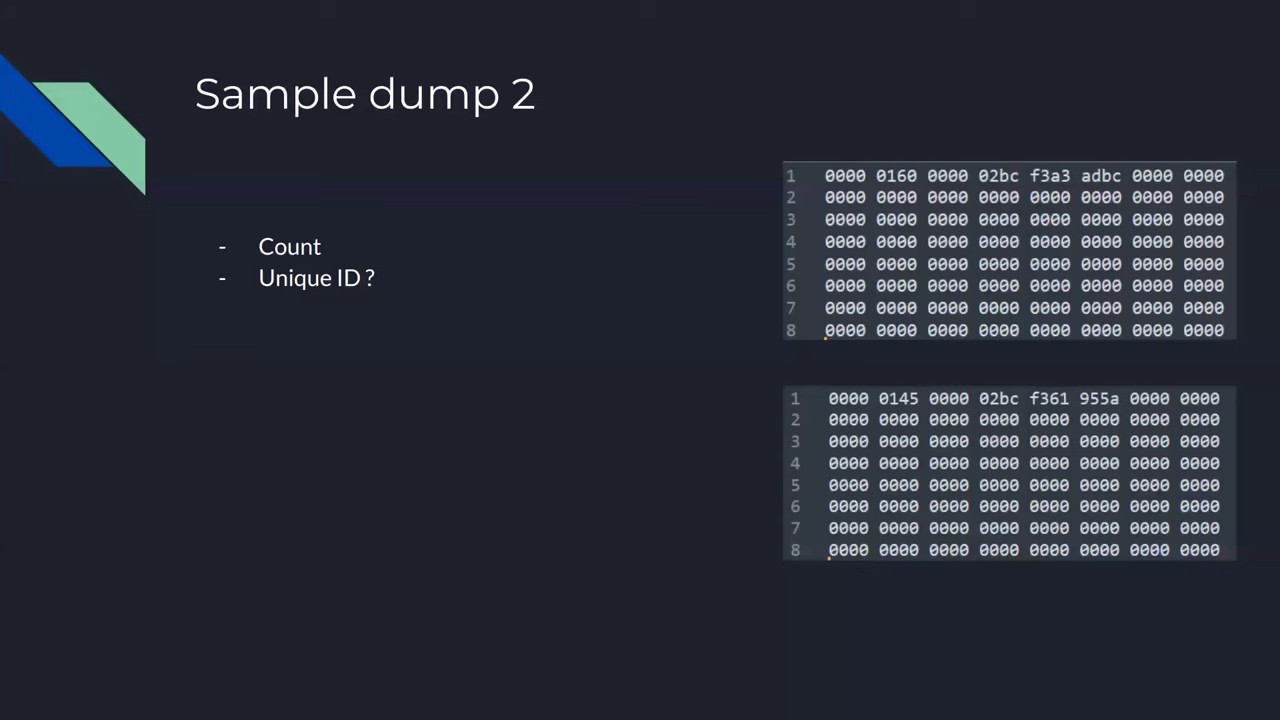 Sample dump 2
- Count
- Unique ID ?
1 0000 0160 0000 02bc f3a3 adbc 0000 0000
2 0000 0000 0000 0000 0000 0000 0000 0000
3 0000 0000 0000 0000 0000 0000 0000 0000
4 0000 0000 0000 0000 0000 0000 0000 0000
5 0000 0000 0000 0000 0000 0000 0000 0000
6 0000 0000 0000 0000 0000 0000 0000 0000
7 0000 0000 0000 0000 0000 0000 0000 0000
8 0000 0000 0000 0000 0000 0000 0000 0000
1 0000 0145 0000 02bc f361 955a 0000 0000
2 0000 0000 0000 0000 0000 0000 0000 0000
3 0000 0000 0000 0000 0000 0000 0000 0000
4 0000 0000 0000 0000 0000 0000 0000 0000
5 0000 0000 0000 0000 0000 0000 0000 0000
6 0000 0000 0000 0000 0000 0000 0000 0000
7 0000 0000 0000 0000 0000 0000 0000 0000
8 0000 0000 0000 0000 0000 0000 0000 0000